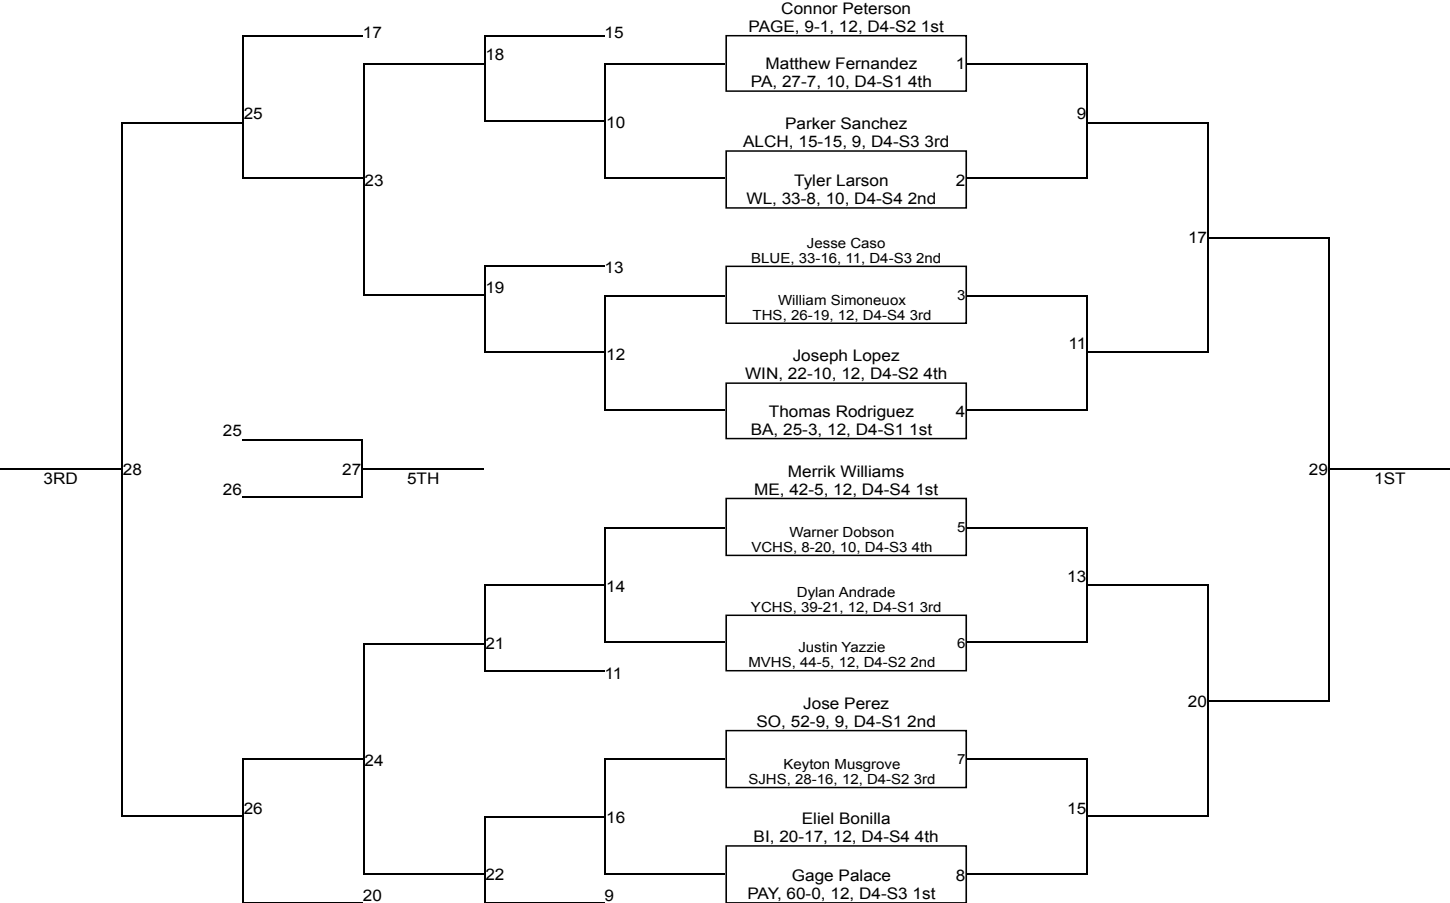 Connor Peterson
PAGE, 9-1, 12, D4-S2 1st
17
15
18
Matthew Fernandez
1
PA, 27-7, 10, D4-S1 4th
25
10
9
Parker Sanchez
ALCH, 15-15, 9, D4-S3 3rd
23
Tyler Larson
2
WL, 33-8, 10, D4-S4 2nd
17
Jesse Caso
BLUE, 33-16, 11, D4-S3 2nd
13
19
William Simoneuox
3
THS, 26-19, 12, D4-S4 3rd
11
12
Joseph Lopez
WIN, 22-10, 12, D4-S2 4th
Thomas Rodriguez
4
BA, 25-3, 12, D4-S1 1st
25
3RD
28
27
5TH
26
29
1ST
Merrik Williams
ME, 42-5, 12, D4-S4 1st
Warner Dobson
5
VCHS, 8-20, 10, D4-S3 4th
14
13
Dylan Andrade
YCHS, 39-21, 12, D4-S1 3rd
21
Justin Yazzie
6
MVHS, 44-5, 12, D4-S2 2nd
11
20
Jose Perez
SO, 52-9, 9, D4-S1 2nd
24
Keyton Musgrove
7
SJHS, 28-16, 12, D4-S2 3rd
26
16
15
Eliel Bonilla
BI, 20-17, 12, D4-S4 4th
22
Gage Palace
8
PAY, 60-0, 12, D4-S3 1st
20
9